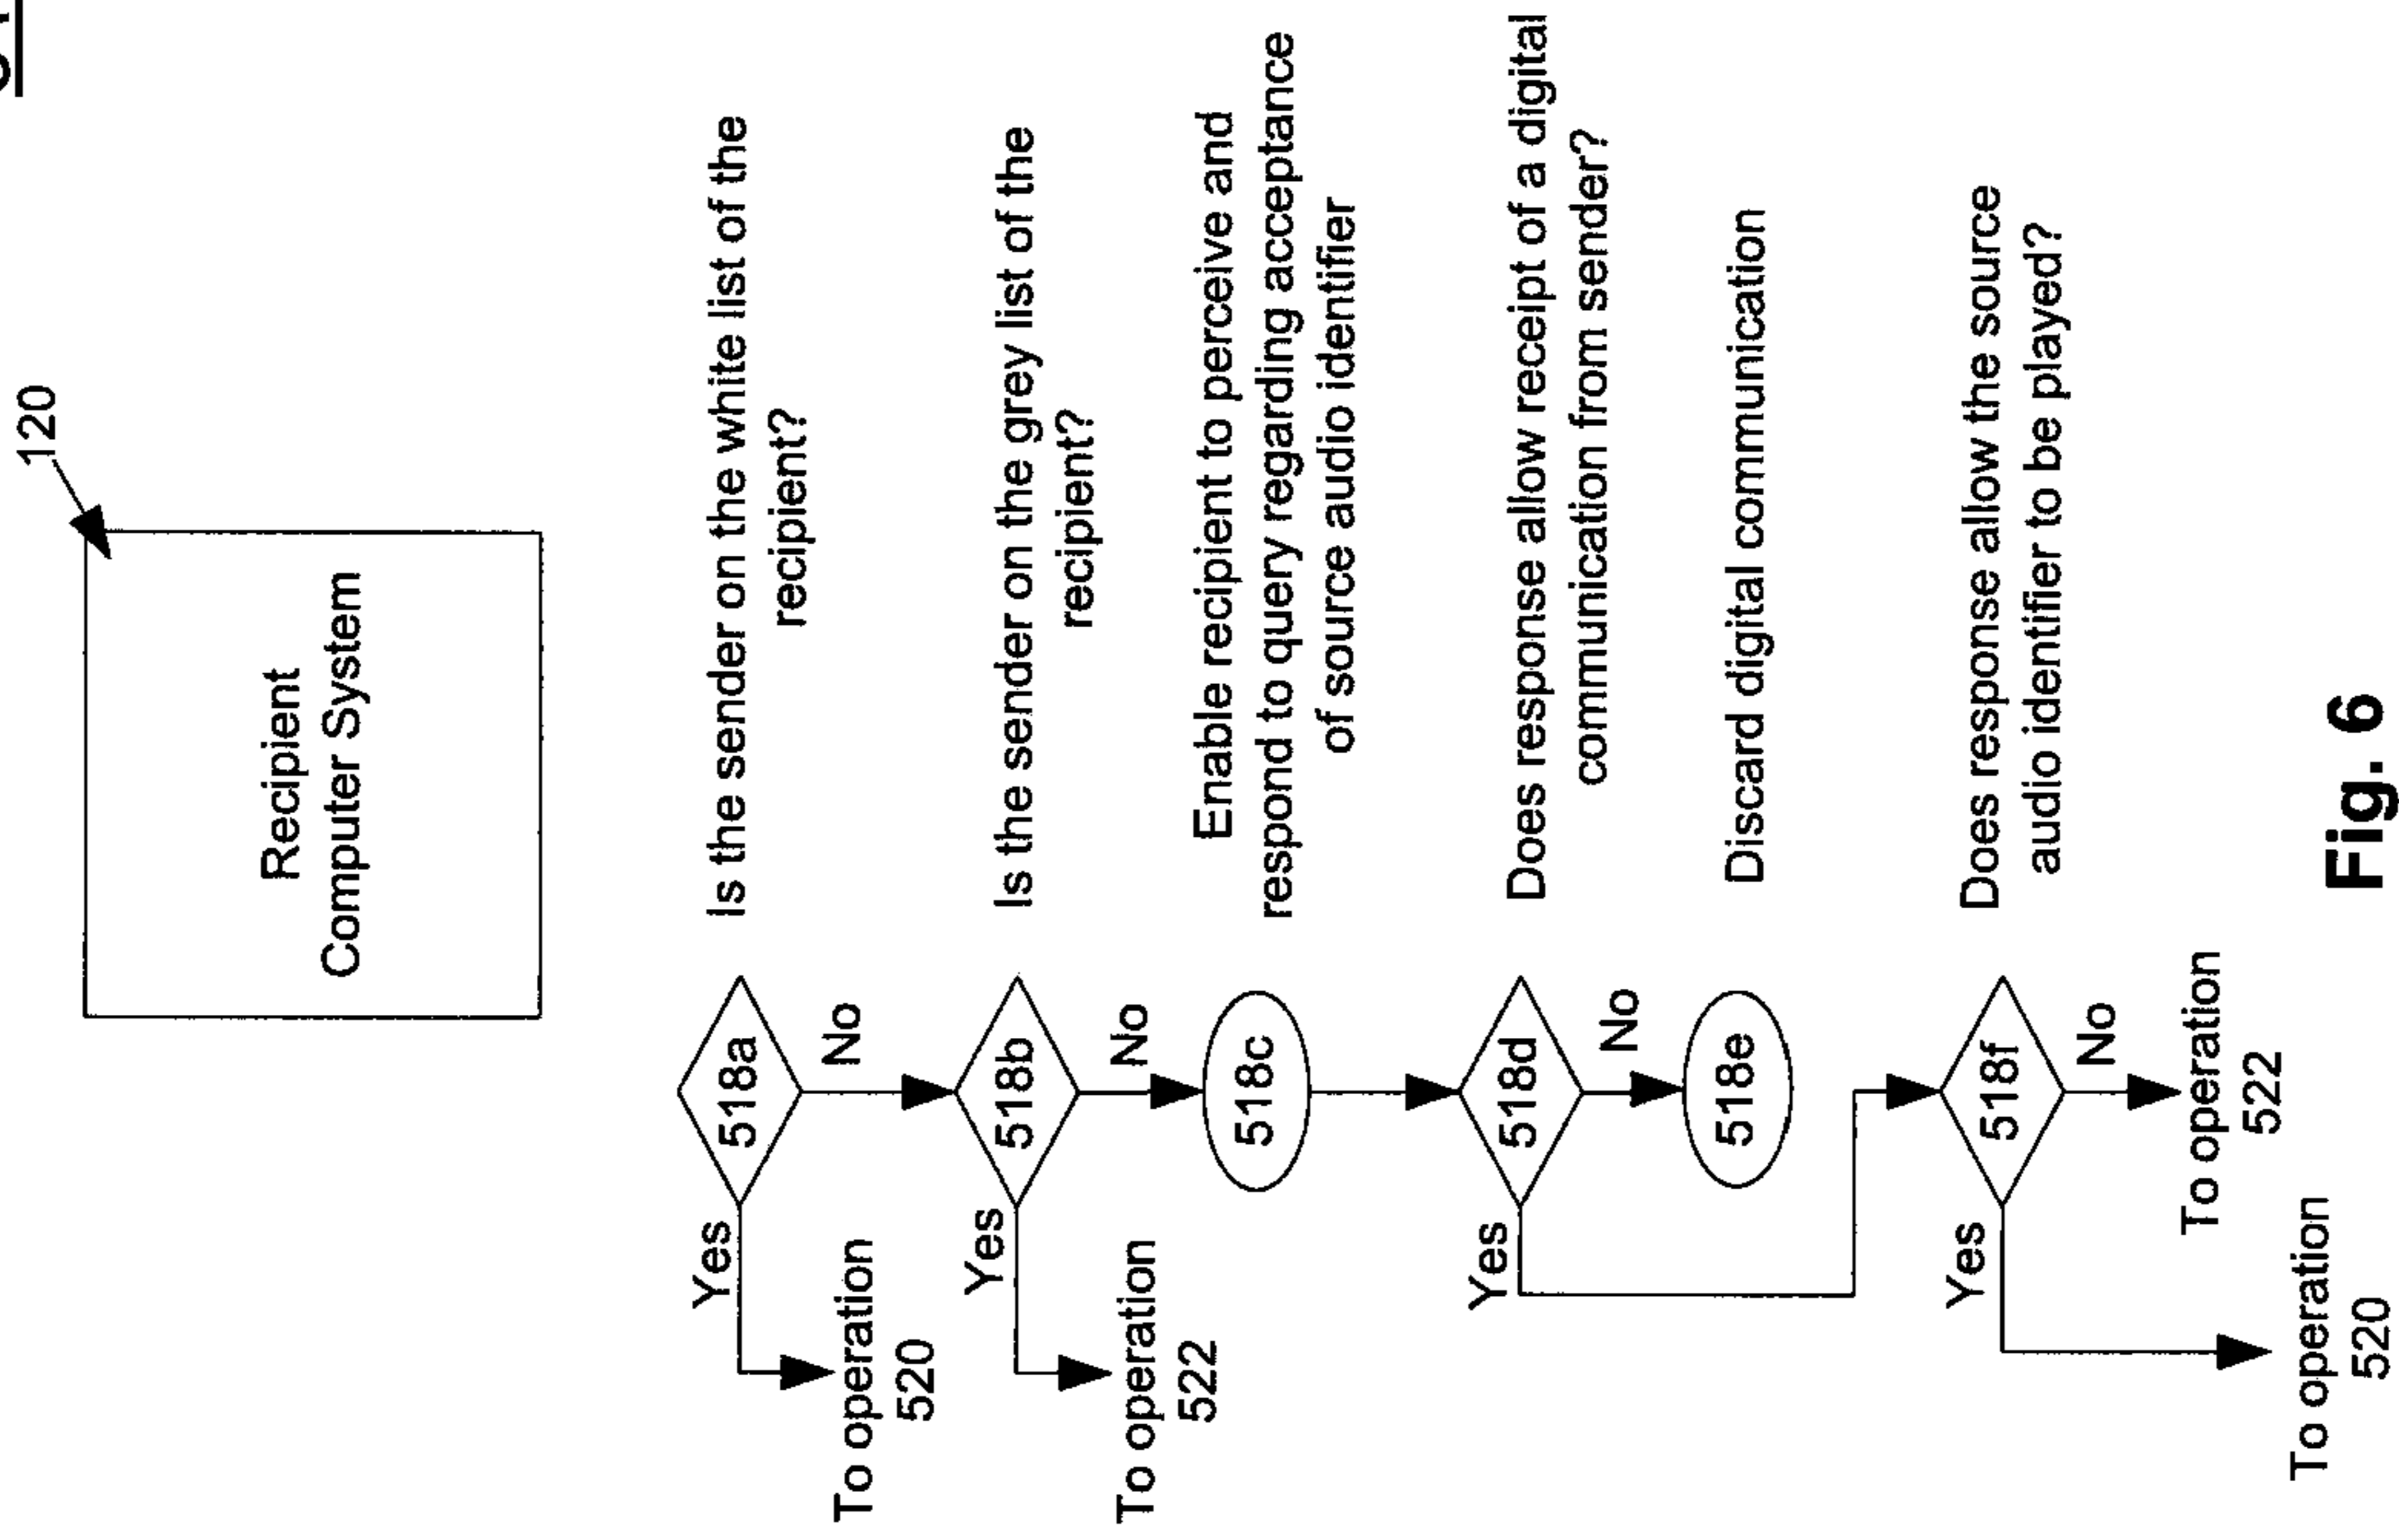 120
Recipient
Computer System
518a
Is the sender on the white list of the
recipient?
Yes
No
To operation
520
518b
Is the sender on the grey list of the
recipient?
Yes
No
To operation
522
518c
Enable recipient to perceive and
respond to query regarding acceptance
of source audio identifier
518d
Does response allow receipt of a digital
communication from sender?
Yes
No
518e
Discard digital communication
518f
Does response allow the source
audio identifier to be played?
Yes
No
To operation
522
To operation
520
Fig. 6